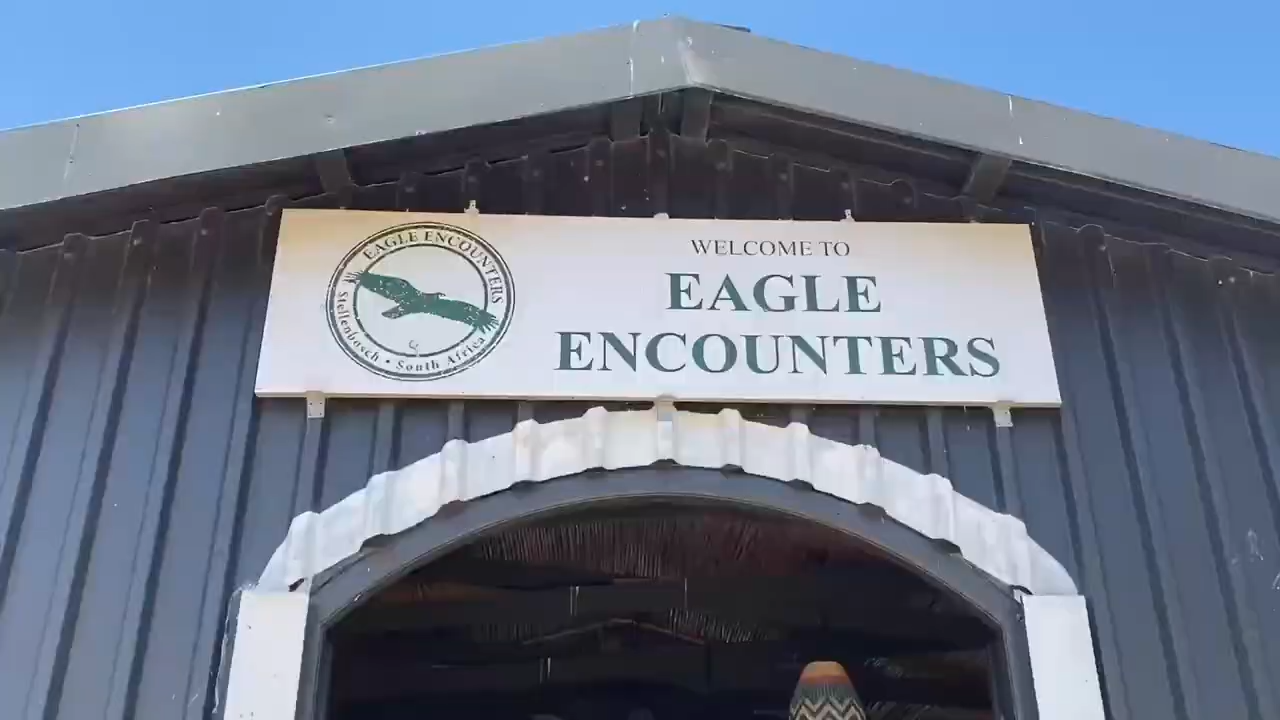 EAGLE ENCOUNTERS
Stellenbosch • South Africa
WELCOME TO
EAGLE
ENCOUNTERS